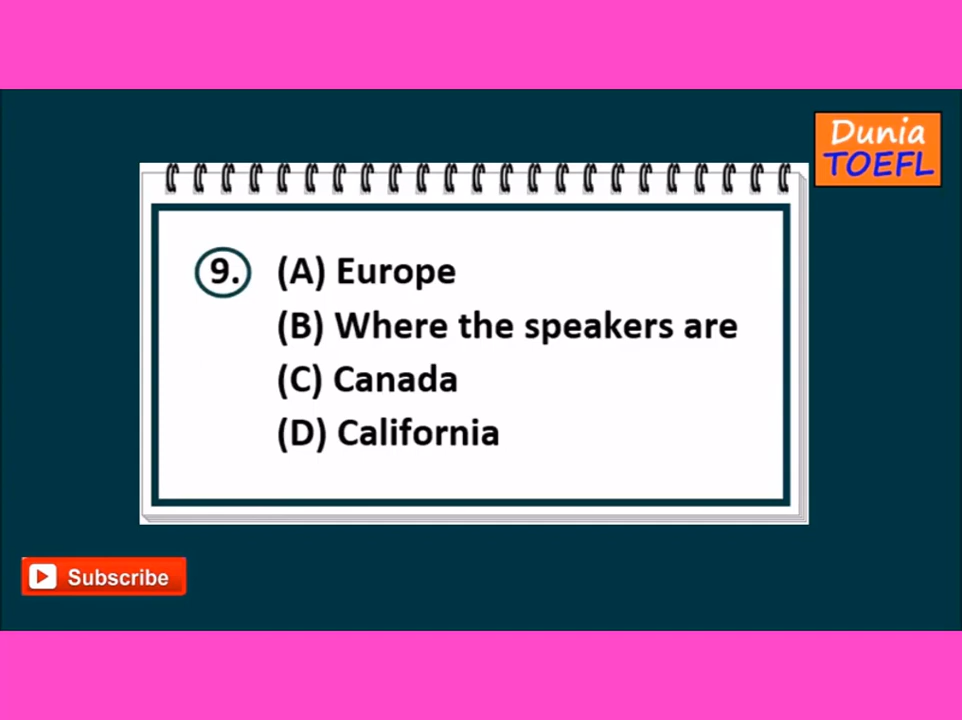 Dunia
TOEFL
9. (A) Europe
(B) Where the speakers are
(C) Canada
(D) California
Subscribe